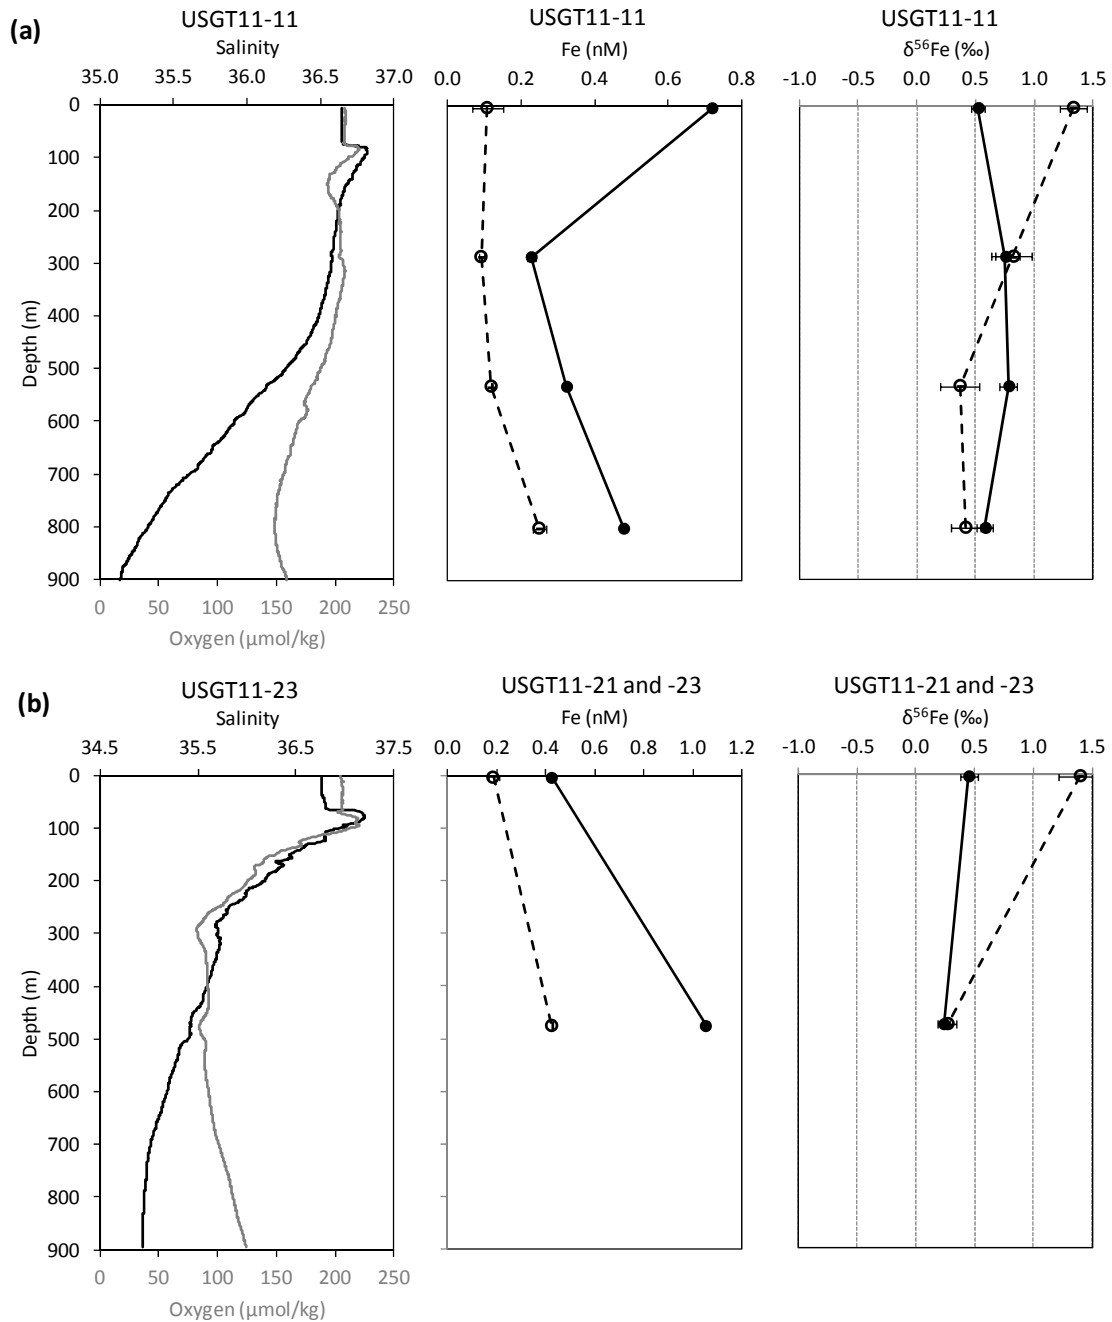 (a)
USGT11-11
Salinity
35.0 35.5 36.0 36.5 37.0
USGT11-11
Fe (nM)
0.0 0.2 0.4 0.6 0.8
USGT11-11
δ⁵⁶Fe (‰)
-1.0 -0.5 0.0 0.5 1.0 1.5
Depth (m)
0
100
200
300
400
500
600
700
800
900
0 50 100 150 200 250
Oxygen (µmol/kg)
(b)
USGT11-23
Salinity
34.5 35.5 36.5 37.5
USGT11-21 and -23
Fe (nM)
0.0 0.2 0.4 0.6 0.8 1.0 1.2
USGT11-21 and -23
δ⁵⁶Fe (‰)
-1.0 -0.5 0.0 0.5 1.0 1.5
Depth (m)
0
100
200
300
400
500
600
700
800
900
0 50 100 150 200 250
Oxygen (µmol/kg)